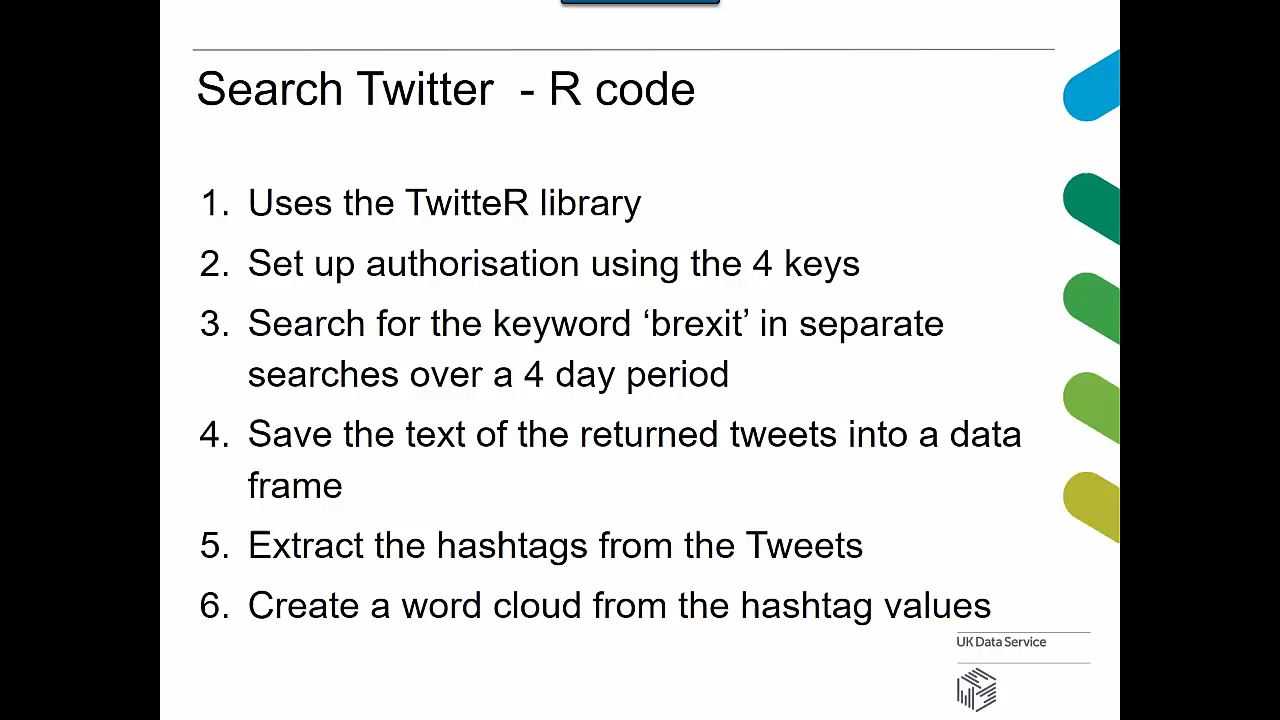 Search Twitter - R code
1. Uses the TwitteR library
2. Set up authorisation using the 4 keys
3. Search for the keyword ‘brexit’ in separate
searches over a 4 day period
4. Save the text of the returned tweets into a data
frame
5. Extract the hashtags from the Tweets
6. Create a word cloud from the hashtag values
UK Data Service